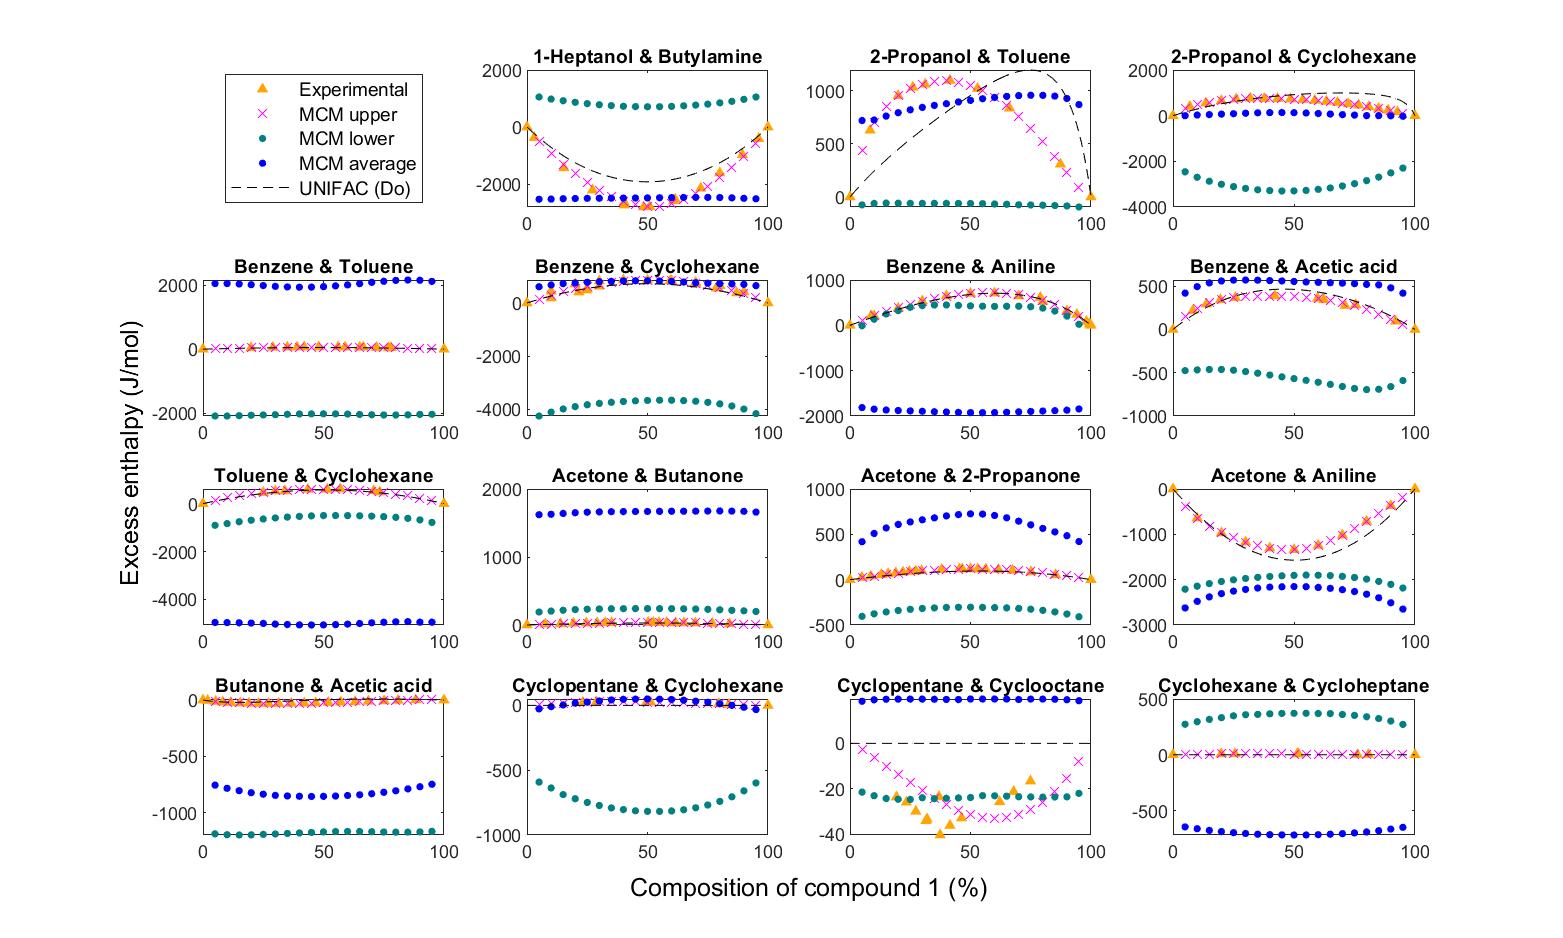 Experimental
MCM upper
MCM lower
MCM average
UNIFAC (Do)
1-Heptanol & Butylamine
2000
0
-2000
0 50 100
2-Propanol & Toluene
1000
500
0
0 50 100
2-Propanol & Cyclohexane
2000
0
-2000
-4000
0 50 100
Benzene & Toluene
2000
0
-2000
0 50 100
Benzene & Cyclohexane
0
-2000
-4000
0 50 100
Benzene & Aniline
1000
0
-1000
-2000
0 50 100
Benzene & Acetic acid
500
0
-500
-1000
0 50 100
Toluene & Cyclohexane
0
-2000
-4000
0 50 100
Acetone & Butanone
2000
1000
0
0 50 100
Acetone & 2-Propanone
1000
500
0
-500
0 50 100
Acetone & Aniline
0
-1000
-2000
-3000
0 50 100
Butanone & Acetic acid
0
-500
-1000
0 50 100
Cyclopentane & Cyclohexane
0
-500
-1000
0 50 100
Cyclopentane & Cyclooctane
0
-20
-40
0 50 100
Cyclohexane & Cycloheptane
500
0
-500
0 50 100
Excess enthalpy (J/mol)
Composition of compound 1 (%)